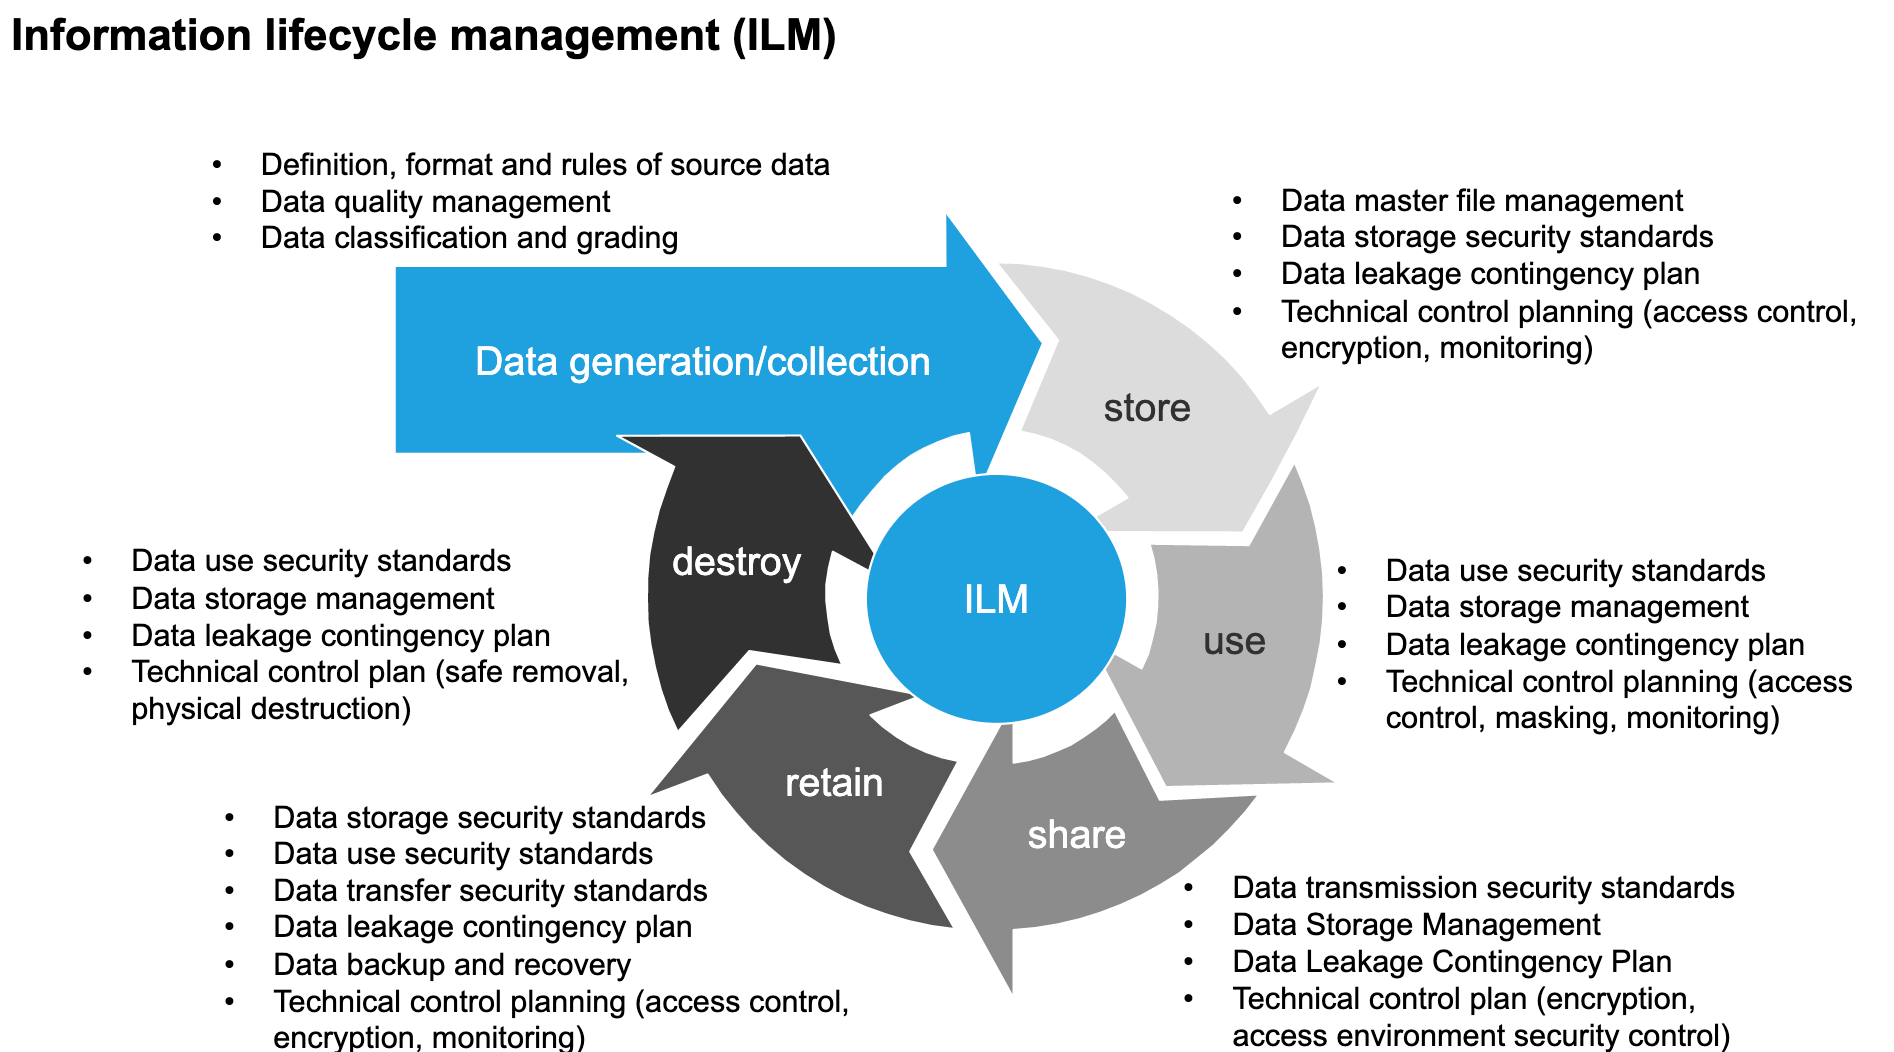 Information lifecycle management (ILM)
• Definition, format and rules of source data
• Data quality management
• Data classification and grading
Data generation/collection
• Data master file management
• Data storage security standards
• Data leakage contingency plan
• Technical control planning (access control,
encryption, monitoring)
store
• Data use security standards
• Data storage management
• Data leakage contingency plan
• Technical control planning (access
control, masking, monitoring)
use
• Data transmission security standards
• Data Storage Management
• Data Leakage Contingency Plan
• Technical control plan (encryption,
access environment security control)
share
• Data storage security standards
• Data use security standards
• Data transfer security standards
• Data leakage contingency plan
• Data backup and recovery
• Technical control planning (access control,
encryption, monitoring)
retain
• Data use security standards
• Data storage management
• Data leakage contingency plan
• Technical control plan (safe removal,
physical destruction)
destroy
ILM